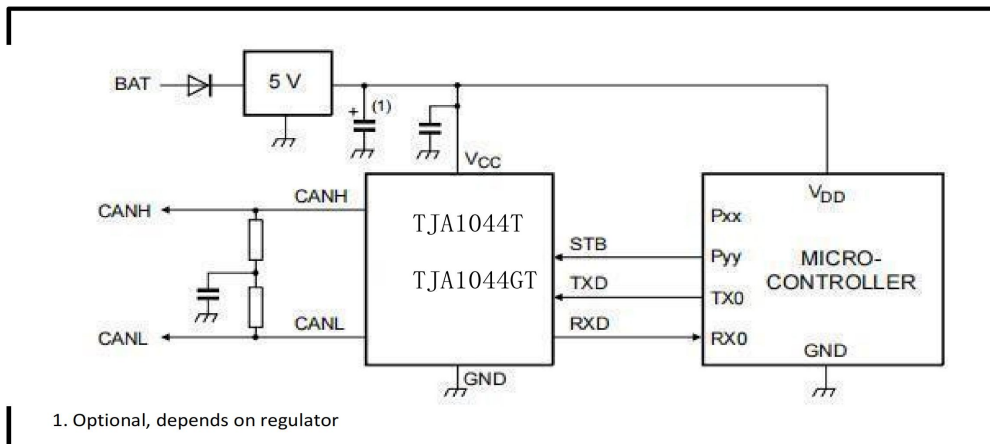 BAT
5 V
+
(1)
VCC
VDD
CANH
CANH
TJA1044T
TJA1044GT
STB
TXD
RXD
Pxx
Pyy
TX0
RX0
MICRO-
CONTROLLER
CANL
CANL
GND
GND
1. Optional, depends on regulator